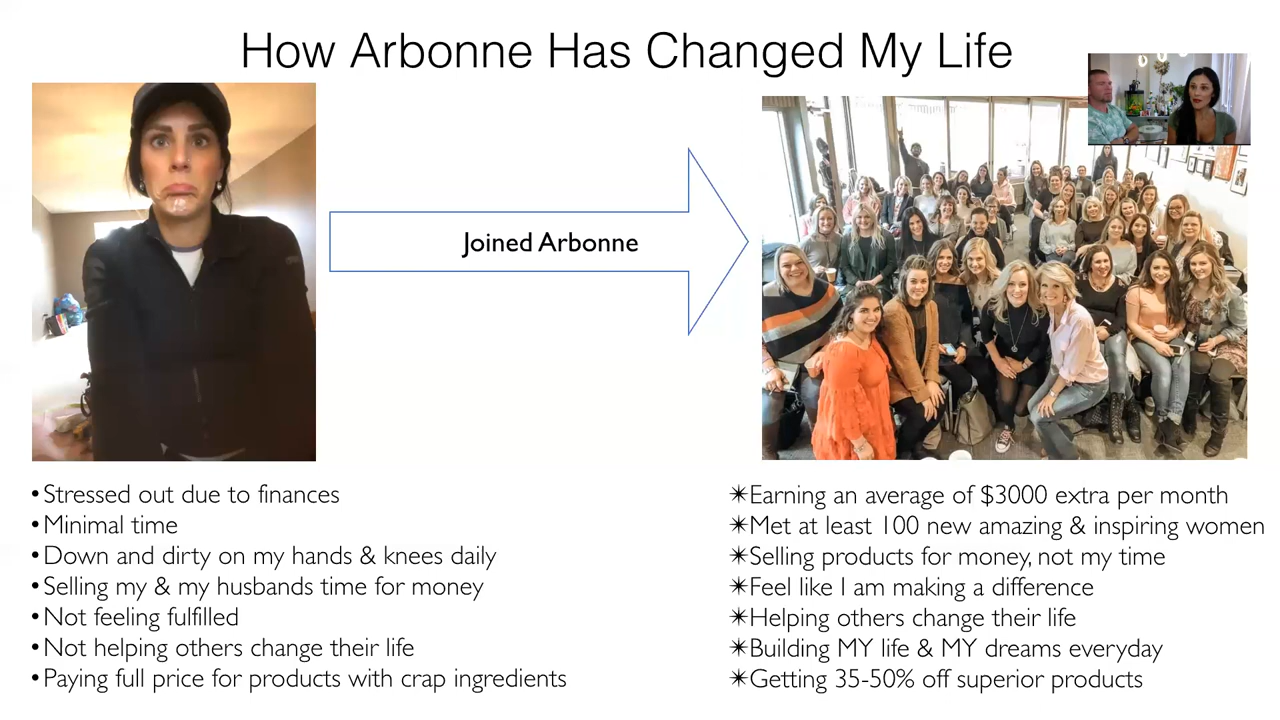 How Arbonne Has Changed My Life
Joined Arbonne
•Stressed out due to finances
•Minimal time
•Down and dirty on my hands & knees daily
•Selling my & my husbands time for money
•Not feeling fulfilled
•Not helping others change their life
•Paying full price for products with crap ingredients
✴Earning an average of $3000 extra per month
✴Met at least 100 new amazing & inspiring women
✴Selling products for money, not my time
✴Feel like I am making a difference
✴Helping others change their life
✴Building MY life & MY dreams everyday
✴Getting 35-50% off superior products